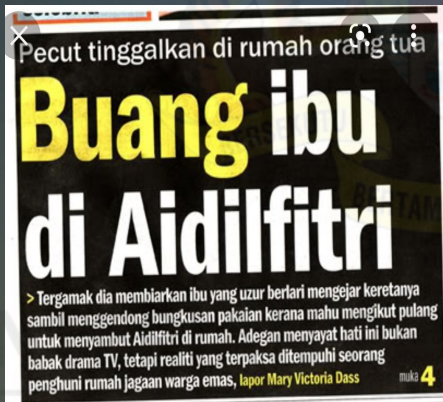 Pecut tinggalkan di rumah orang tua
Buang ibu
di Aidilfitri
> Tergamak dia membiarkan ibu yang uzur berlari mengejar keretanya
sambil menggendong bungkusan pakaian kerana mahu mengikut pulang
untuk menyambut Aidilfitri di rumah. Adegan menyayat hati ini bukan
babak drama TV, tetapi realiti yang terpaksa ditempuhi seorang
penghuni rumah jagaan warga emas, lapor Mary Victoria Dass
muka 4